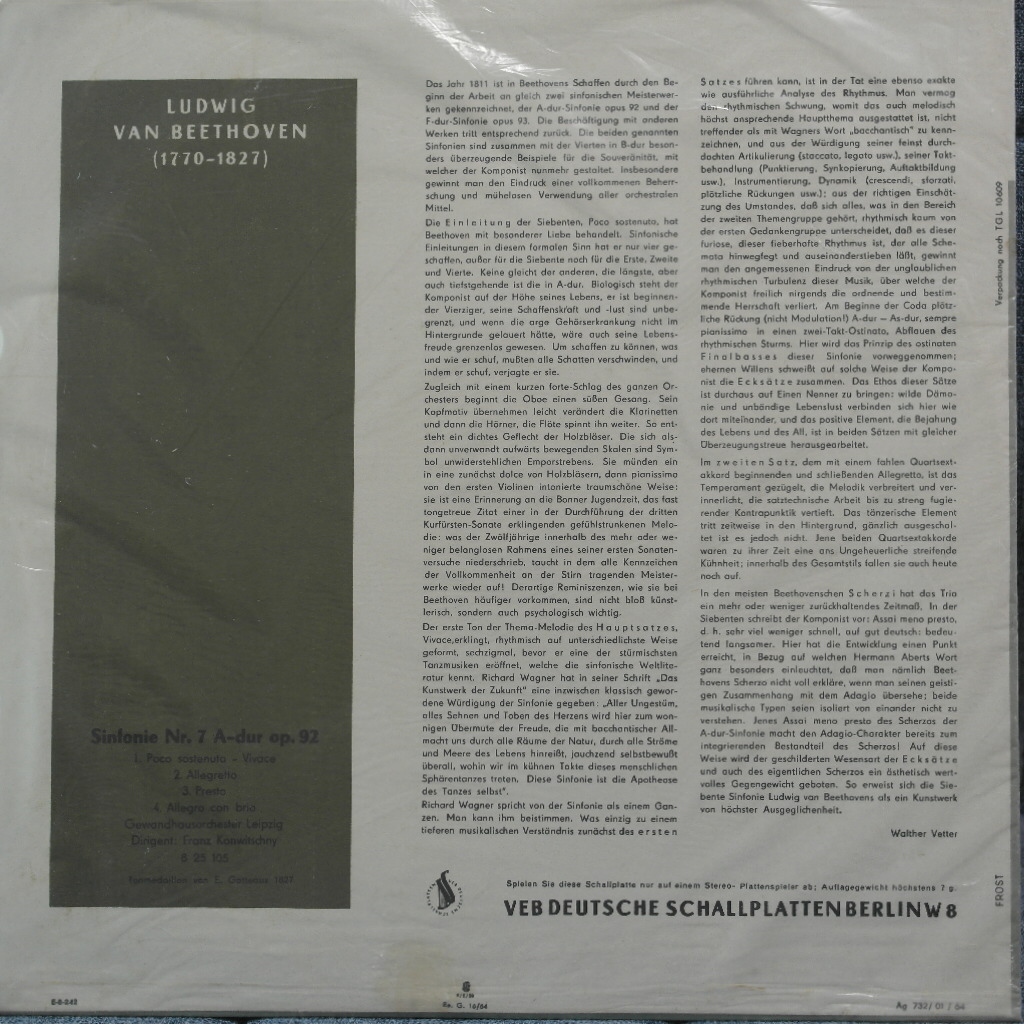 LUDWIG
VAN BEETHOVEN
(1770-1827)
Sinfonie Nr. 7 A-dur op. 92
1. Poco sostenuto - Vivace
2. Allegretto
3. Presto
4. Allegro con brio
Gewandhausorchester Leipzig
Dirigent: Franz Konwitschny
8 25 105
Das Jahr 1811 ist in Beethovens Schaffen durch den Be-
ginn der Arbeit an gleich zwei sinfonischen Meisterwer-
ken gekennzeichnet, der A-dur-Sinfonie opus 92 und der
F-dur-Sinfonie opus 93. Die Beschäftigung mit anderen
Werken tritt entsprechend zurück. Die beiden genannten
Sinfonien sind zusammen mit der Vierten in B-dur beson-
ders überzeugende Beispiele für die Souveränität, mit
welcher der Komponist nunmehr gestaltet. Insbesondere
gewinnt man den Eindruck einer vollkommenen Beherr-
schung und mühelosen Verwendung aller orchestralen
Mittel.
Die Einleitung der Siebenten, Poco sostenuto, hat
Beethoven mit besonderer Liebe behandelt. Sinfonische
Einleitungen in diesem formalen Sinn hat er nur vier ge-
schaffen, außer für die Siebente noch für die Erste, Zweite
und Vierte. Keine gleicht der anderen, die längste, aber
auch tiefstgehende ist die in A-dur. Biologisch steht der
Komponist auf der Höhe seines Lebens, er ist beginnen-
der Vierziger, seine Schaffenskraft und -lust sind unbe-
grenzt, und wenn die arge Gehörserkrankung nicht im
Hintergrunde gelauert hätte, wäre auch seine Lebens-
freude grenzenlos gewesen. Um schaffen zu können, was
und wie er schuf, mußten alle Schatten verschwinden, und
indem er schuf, verjagte er sie.
Zugleich mit einem kurzen forte-Schlag des ganzen Or-
chesters beginnt die Oboe einen süßen Gesang. Sein
Kopfmotiv übernehmen leicht verändert die Klarinetten
und dann die Hörner, die Flöte spinnt ihn weiter. So ent-
steht ein dichtes Geflecht der Holzbläser. Die sich als-
dann unverwandt aufwärts bewegenden Skalen sind Sym-
bol unwiderstehlichen Emporstrebens. Sie münden ein
in eine zunächst dolce von Holzbläsern, dann pianissimo
von den ersten Violinen intonierte traumschöne Weise:
sie ist eine Erinnerung an die Bonner Jugendzeit, das fast
tongetreue Zitat einer in der Durchführung der dritten
Kurfürsten-Sonate erklingenden gefühlstrunkenen Melo-
die: was der Zwölfjährige innerhalb des mehr oder we-
niger belanglosen Rahmens eines seiner ersten Sonaten-
versuche niederschrieb, taucht in dem alle Kennzeichen
der Vollkommenheit an der Stirn tragenden Meister-
werke wieder auf! Derartige Reminiszenzen, wie sie bei
Beethoven häufiger vorkommen, sind nicht bloß künst-
lerisch, sondern auch psychologisch wichtig.
Der erste Ton der Thema-Melodie des Hauptsatzes,
Vivace, erklingt, rhythmisch auf unterschiedlichste Weise
geformt, sechzigmal, bevor er eine der stürmischsten
Tanzmusiken eröffnet, welche die sinfonische Weltlite-
ratur kennt. Richard Wagner hat in seiner Schrift „Das
Kunstwerk der Zukunft" eine inzwischen klassisch gewor-
dene Würdigung der Sinfonie gegeben: „Aller Ungestüm,
alles Sehnen und Toben des Herzens wird hier zum won-
nigen Übermute der Freude, die mit bacchantischer All-
macht uns durch alle Räume der Natur, durch alle Ströme
und Meere des Lebens hinreißt, jauchzend selbstbewußt
überall, wohin wir im kühnen Takte dieses menschlichen
Sphärentanzes treten. Diese Sinfonie ist die Apotheose
des Tanzes selbst".
Richard Wagner spricht von der Sinfonie als einem Gan-
zen. Man kann ihm beistimmen. Was einzig zu einem
tieferen musikalischen Verständnis zunächst des ersten
Satzes führen kann, ist in der Tat eine ebenso exakte
wie ausführliche Analyse des Rhythmus. Man vermag
den rhythmischen Schwung, womit das auch melodisch
höchst ansprechende Hauptthema ausgestattet ist, nicht
treffender als mit Wagners Wort „bacchantisch" zu kenn-
zeichnen, und aus der Würdigung seiner feinst durch-
dachten Artikulierung (staccato, legato usw.), seiner Takt-
behandlung (Punktierung, Synkopierung, Auftaktbildung
usw.), Instrumentierung, Dynamik (crescendi, sforzati,
plötzliche Rückungen usw.); aus der richtigen Einschät-
zung des Umstandes, daß sich alles, was in den Bereich
der zweiten Themengruppe gehört, rhythmisch kaum von
der ersten Gedankengruppe unterscheidet, daß es dieser
furiose, dieser fieberhafte Rhythmus ist, der alle Sche-
mata hinwegfegt und auseinanderstieben läßt, gewinnt
man den angemessenen Eindruck von der unglaublichen
rhythmischen Turbulenz dieser Musik, über welche der
Komponist freilich nirgends die ordnende und bestim-
mende Herrschaft verliert. Am Beginne der Coda plötz-
liche Rückung (nicht Modulation!) A-dur — As-dur, sempre
pianissimo in einen zwei-Takt-Ostinato, Abflauen des
rhythmischen Sturms. Hier wird das Prinzip des ostinaten
Finalbasses dieser Sinfonie vorweggenommen;
ehernen Willens schweißt auf solche Weise der Kompo-
nist die Ecksätze zusammen. Das Ethos dieser Sätze
ist durchaus auf Einen Nenner zu bringen: wilde Dämo-
nie und unbändige Lebenslust verbinden sich hier wie
dort miteinander, und das positive Element, die Bejahung
des Lebens und des All, ist in beiden Sätzen mit gleicher
Überzeugungstreue herausgearbeitet.
Im zweiten Satz, dem mit einem fahlen Quartsext-
akkord beginnenden und schließenden Allegretto, ist das
Temperament gezügelt, die Melodik verbreitert und ver-
innerlicht, die satztechnische Arbeit bis zu streng fugie-
render Kontrapunktik vertieft. Das tänzerische Element
tritt zeitweise in den Hintergrund, gänzlich ausgeschal-
tet ist es jedoch nicht. Jene beiden Quartsextakkorde
waren zu ihrer Zeit eine ans Ungeheuerliche streifende
Kühnheit; innerhalb des Gesamtstils fallen sie auch heute
noch auf.
In den meisten Beethovenschen Scherzi hat das Trio
ein mehr oder weniger zurückhaltendes Zeitmaß. In der
Siebenten schreibt der Komponist vor: Assai meno presto,
d. h. sehr viel weniger schnell, auf gut deutsch: bedeu-
tend langsamer. Hier hat die Entwicklung einen Punkt
erreicht, in Bezug auf welchen Hermann Aberts Wort
ganz besonders einleuchtet, daß man nämlich Beet-
hovens Scherzo nicht voll erkläre, wenn man seinen geisti-
gen Zusammenhang mit dem Adagio übersehe; beide
musikalische Typen seien isoliert von einander nicht zu
verstehen. Jenes Assai meno presto des Scherzos der
A-dur-Sinfonie macht den Adagio-Charakter bereits zum
integrierenden Bestandteil des Scherzos! Auf diese
Weise wird der geschilderten Wesensart der Ecksätze
und auch des eigentlichen Scherzos ein ästhetisch wert-
volles Gegengewicht geboten. So erweist sich die Sie-
bente Sinfonie Ludwig van Beethovens als ein Kunstwerk
von höchster Ausgeglichenheit.
Walther Vetter
Spielen Sie diese Schallplatte nur auf einem Stereo- Plattenspieler ab; Auflagegewicht höchstens 7 g.
VEB DEUTSCHE SCHALLPLATTEN BERLIN W 8
Verpackung nach TGL 10609
FROST
Ag 732/01/64